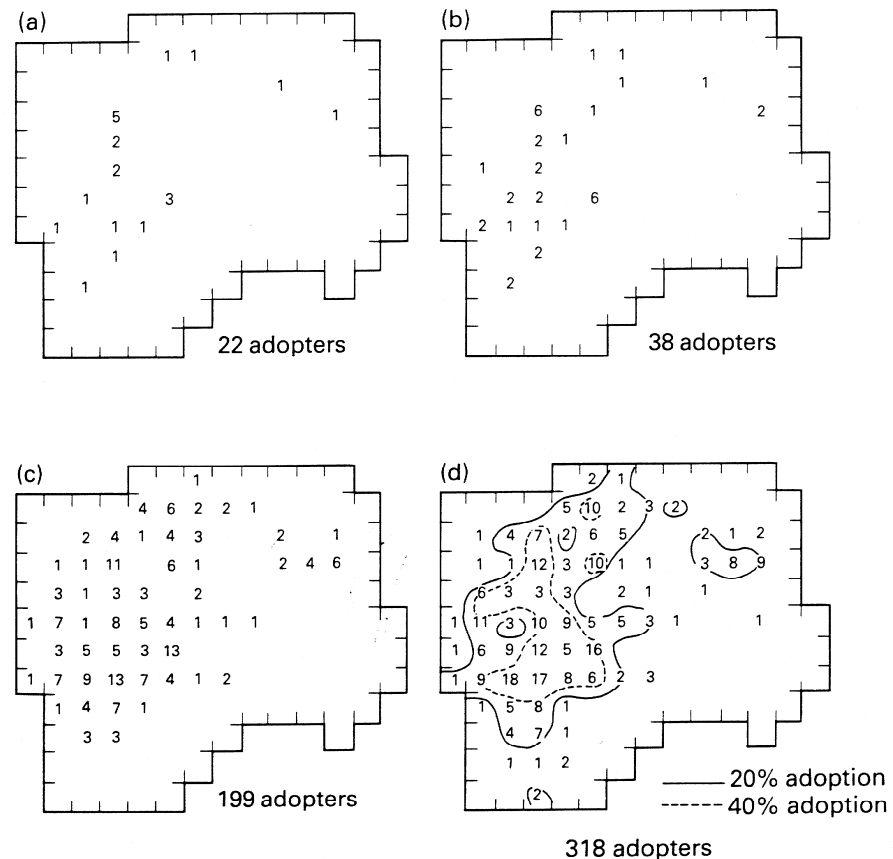 (a)
1 1
1
5 1
2
2
1 3
1 1 1
1
1
22 adopters
(b)
1 1
1 1
6 1 2
2 1
1 2
2 2 6
2 1 1 1
2
2
38 adopters
(c)
1
4 6 2 2 1
2 4 1 4 3 2 1
1 1 11 6 1 2 4 6
3 1 3 3 2
1 7 1 8 5 4 1 1 1
3 5 5 3 13
1 7 9 13 7 4 1 2
1 4 7 1
3 3
199 adopters
(d)
2 1
5 10 2 3 2
1 4 7 2 6 5 2 1 2
1 1 12 3 10 1 1 3 8 9
6 3 3 3 2 1 1
1 11 3 10 9 5 5 3 1 1
1 6 9 12 5 16
1 9 18 17 8 6 2 3
1 5 8 1
4 7 1
1 1 2
2
20% adoption
40% adoption
318 adopters